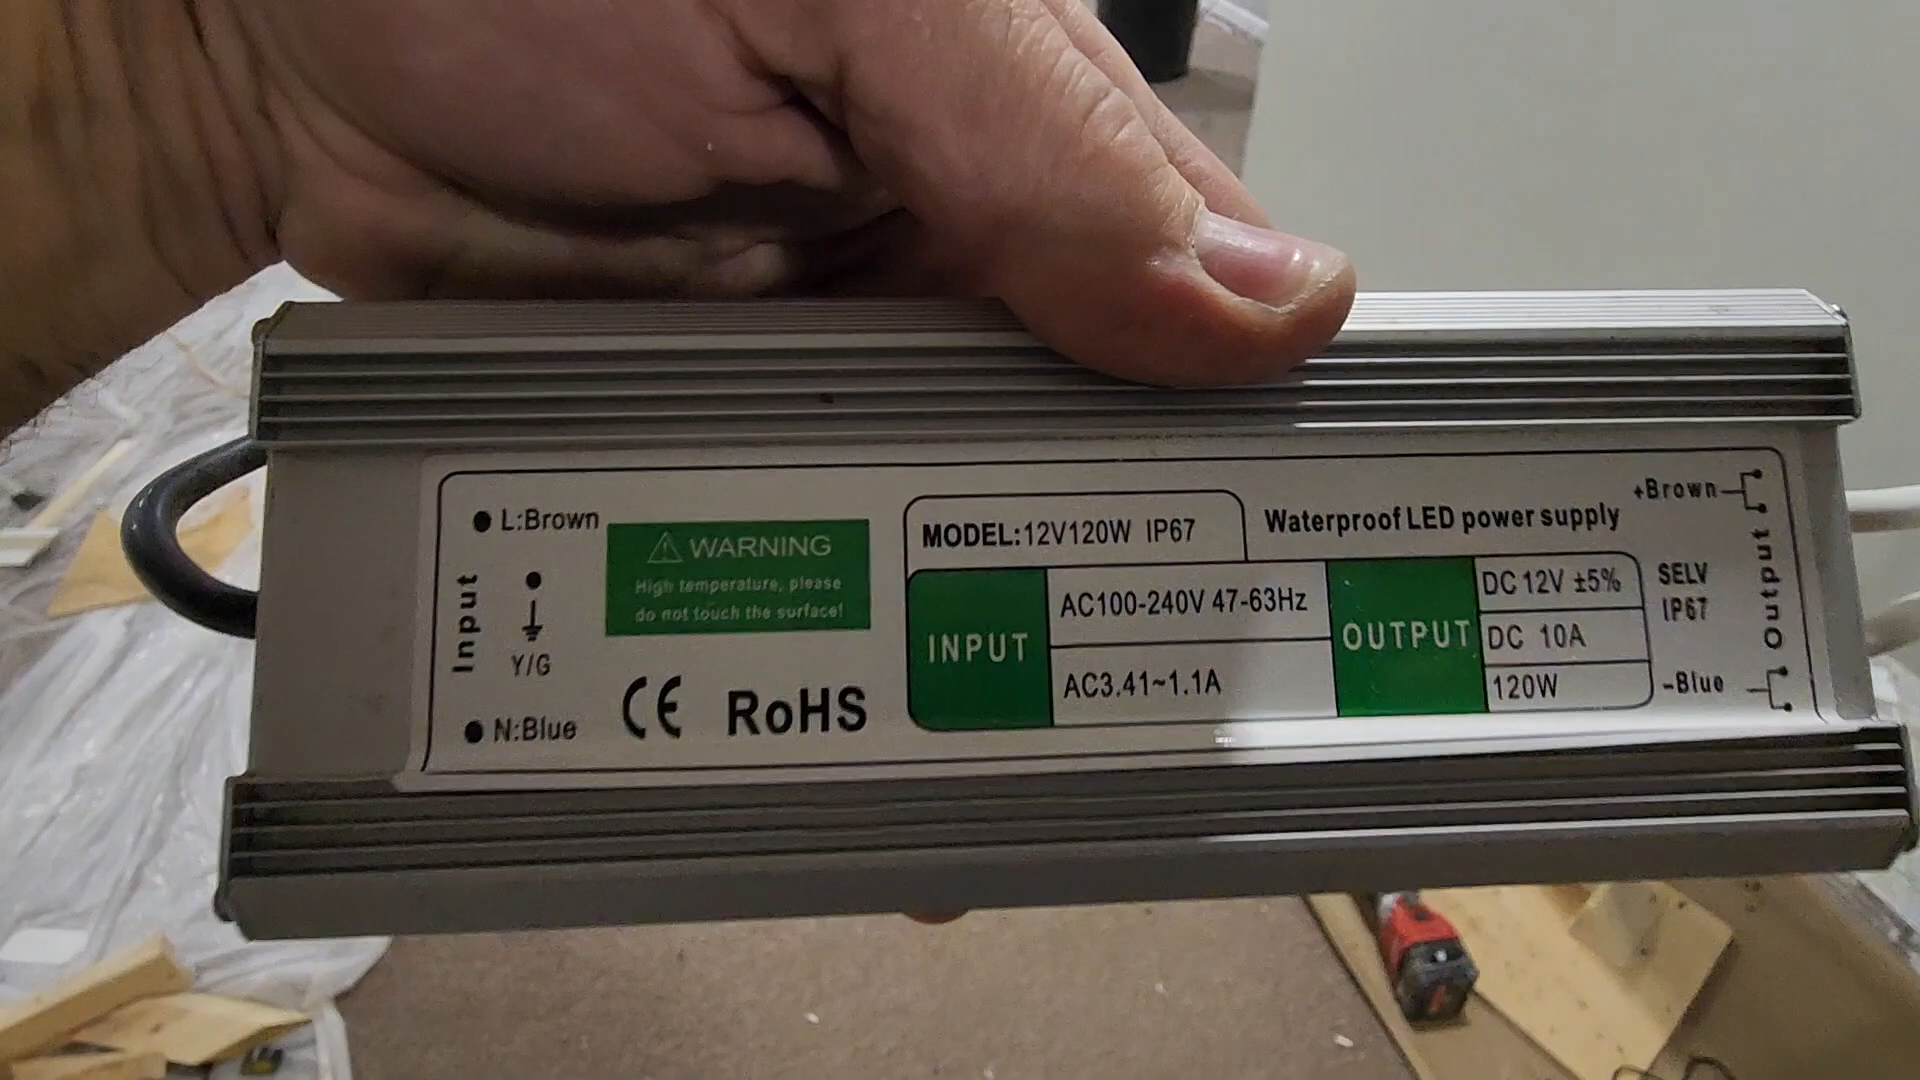 L:Brown
Input
Y/G
N:Blue
WARNING
High temperature, please
do not touch the surface!
CE RoHS
MODEL:12V120W IP67
Waterproof LED power supply
INPUT
AC100-240V 47-63Hz
AC3.41~1.1A
OUTPUT
DC 12V ±5%
DC 10A
120W
SELV
IP67
+Brown
Output
-Blue